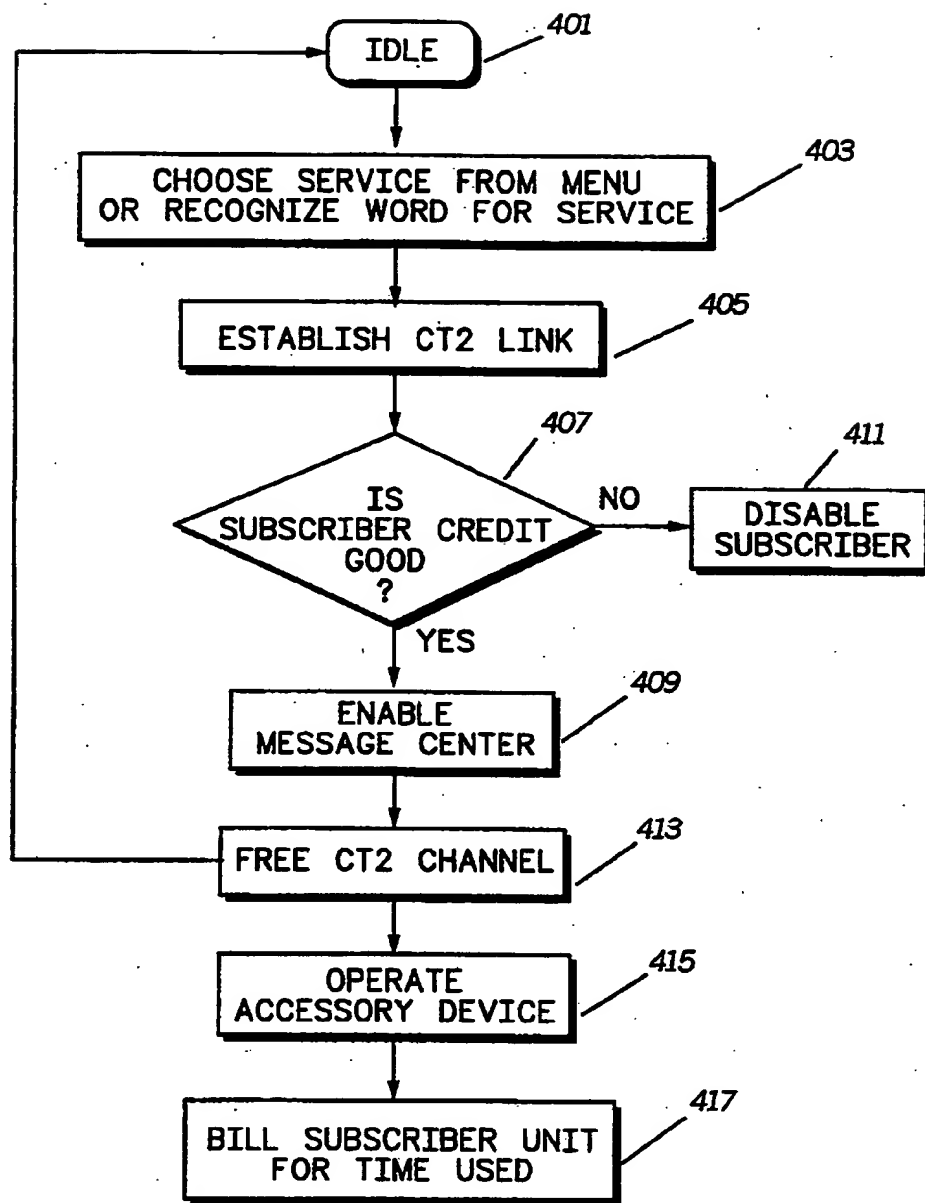 IDLE
401
CHOOSE SERVICE FROM MENU
OR RECOGNIZE WORD FOR SERVICE
403
ESTABLISH CT2 LINK
405
407
IS
SUBSCRIBER CREDIT
GOOD
?
NO
411
DISABLE
SUBSCRIBER
YES
409
ENABLE
MESSAGE CENTER
413
FREE CT2 CHANNEL
415
OPERATE
ACCESSORY DEVICE
417
BILL SUBSCRIBER UNIT
FOR TIME USED